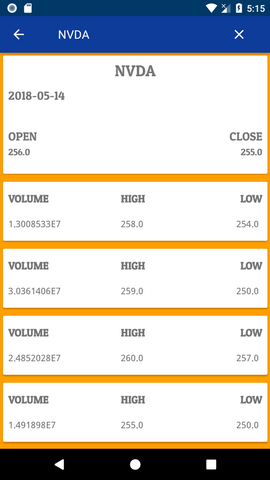 5:15
NVDA
NVDA
2018-05-14
OPEN CLOSE
256.0 255.0
VOLUME HIGH LOW
1.3008533E7 258.0 254.0
VOLUME HIGH LOW
3.0361406E7 259.0 250.0
VOLUME HIGH LOW
2.4852028E7 260.0 257.0
VOLUME HIGH LOW
1.491898E7 255.0 250.0